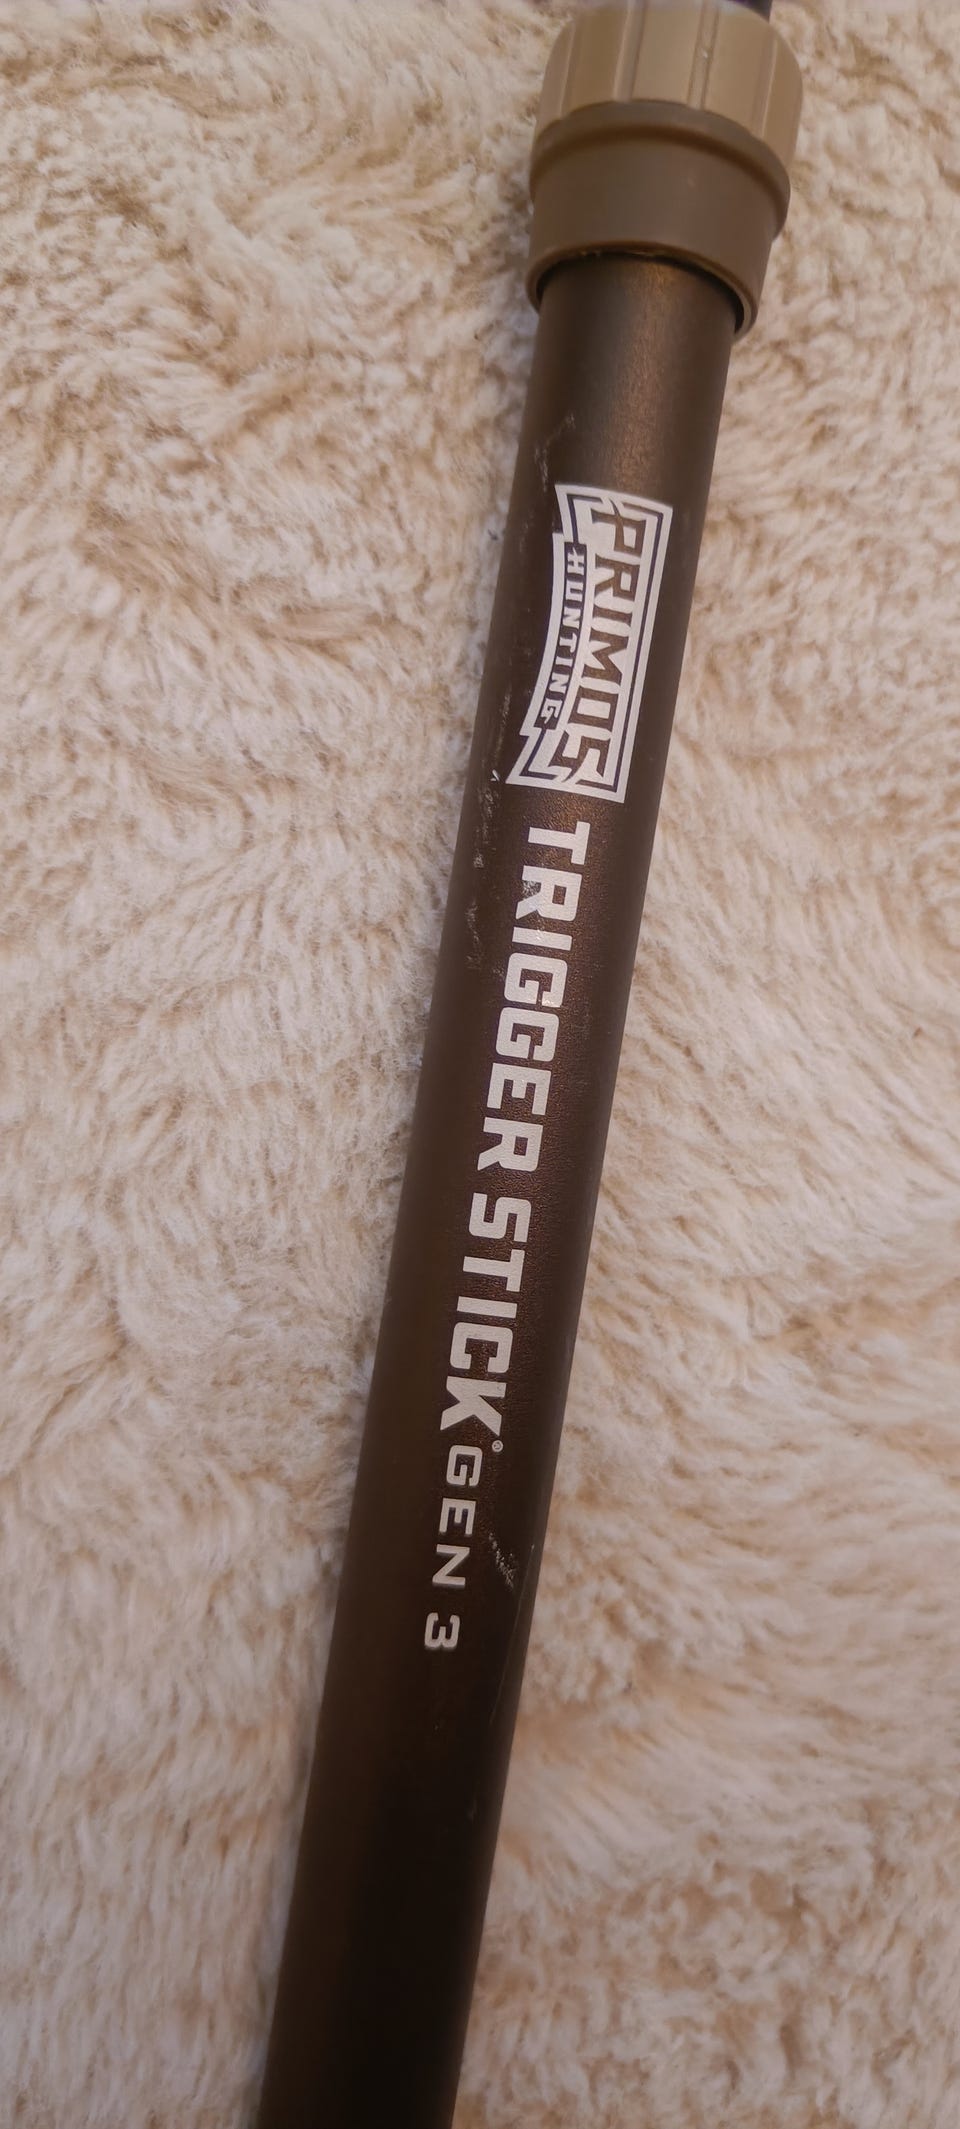 PRIMOS
HUNTING
TRIGGER STICK® GEN 3